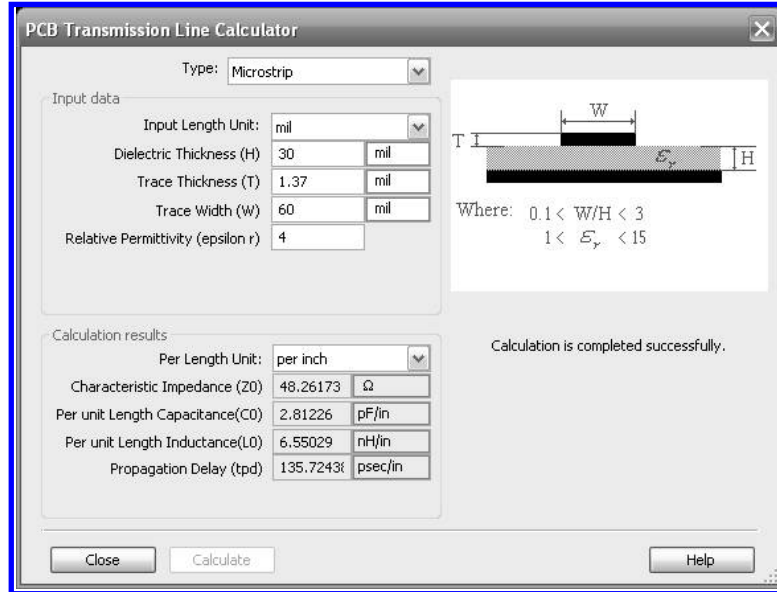 PCB Transmission Line Calculator
Type: Microstrip
Input data
Input Length Unit: mil
Dielectric Thickness (H) 30 mil
Trace Thickness (T) 1.37 mil
Trace Width (W) 60 mil
Relative Permittivity (epsilon r) 4
W
T
εr
H
Where: 0.1 < W/H < 3
1 < εr < 15
Calculation results
Per Length Unit: per inch
Characteristic Impedance (Z0) 48.26173 Ω
Per unit Length Capacitance(C0) 2.81226 pF/in
Per unit Length Inductance(L0) 6.55029 nH/in
Propagation Delay (tpd) 135.7243 psec/in
Calculation is completed successfully.
Close
Calculate
Help